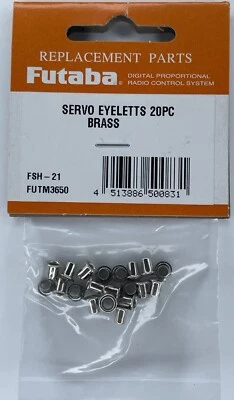 REPLACEMENT PARTS
Futaba® DIGITAL PROPORTIONAL
RADIO CONTROL SYSTEM
SERVO EYELETTS 20PC
BRASS
FSH-21
FUTM3650
4 513886 500831